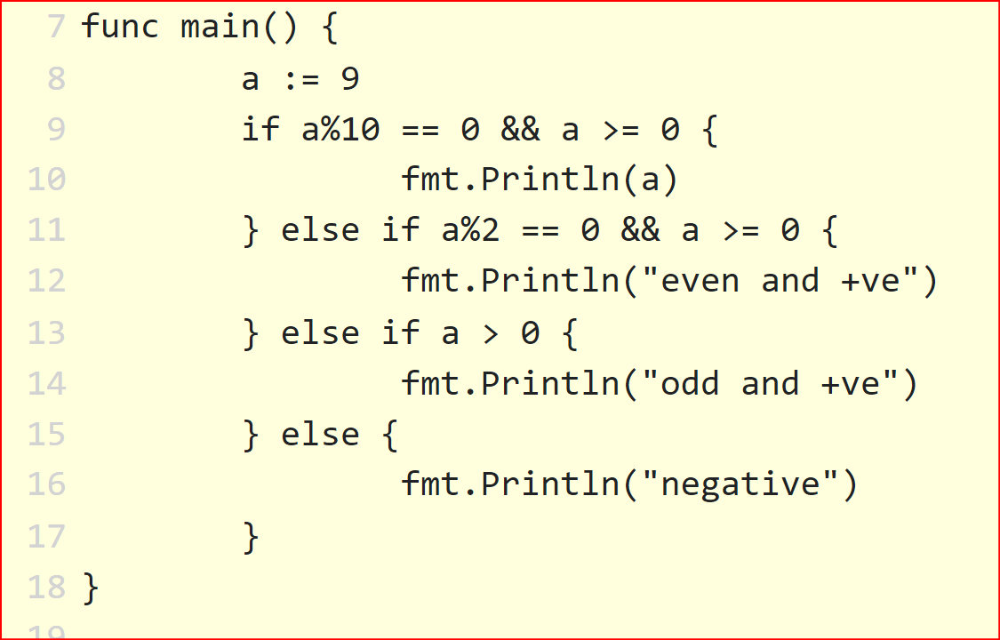 7 func main() {
8 a := 9
9 if a%10 == 0 && a >= 0 {
10 fmt.Println(a)
11 } else if a%2 == 0 && a >= 0 {
12 fmt.Println("even and +ve")
13 } else if a > 0 {
14 fmt.Println("odd and +ve")
15 } else {
16 fmt.Println("negative")
17 }
18 }
19